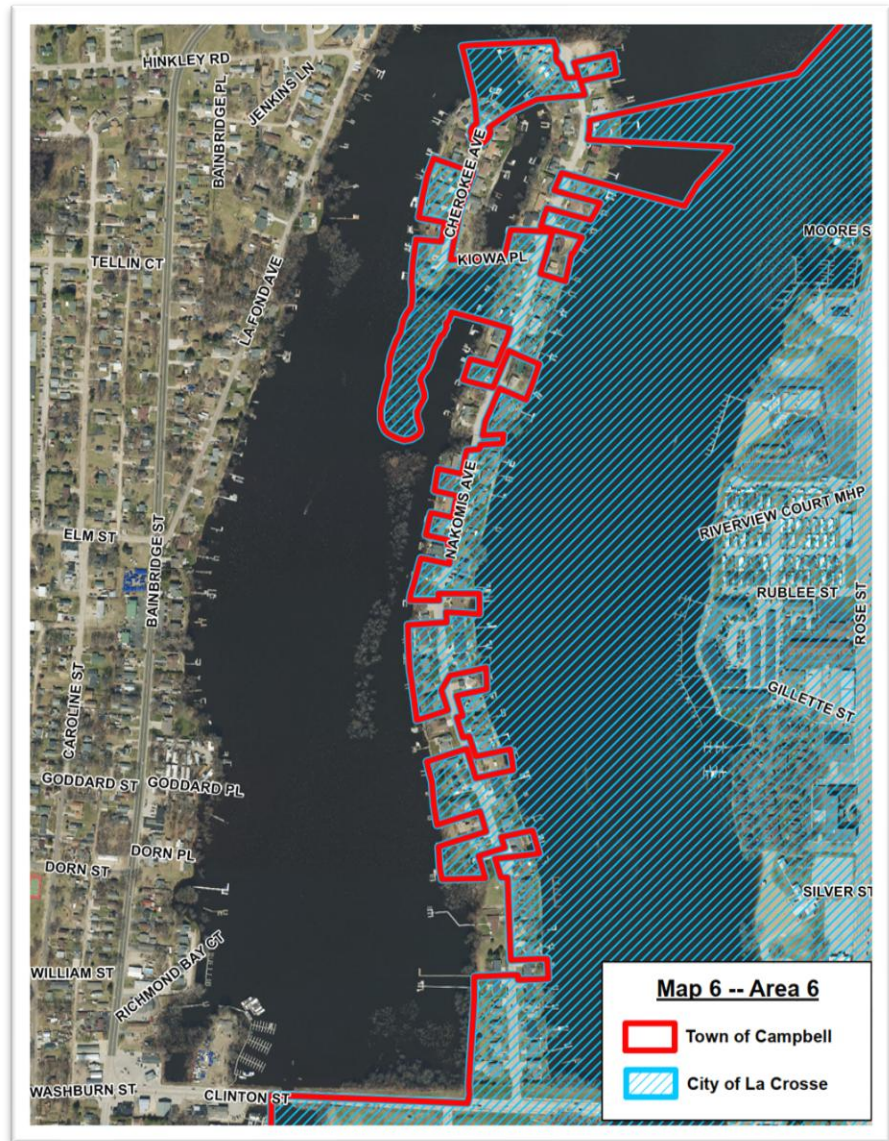 HINKLEY RD
BAINBRIDGE PL
JENKINS LN
CHEROKEE AVE
MOORE S
TELLIN CT
KIOWA PL
LA FOND AVE
NAKOMIS AVE
RIVERVIEW COURT MHP
ELM ST
BAINBRIDGE ST
RUBLEE ST
ROSE ST
CAROLINE ST
GILLETTE ST
GODDARD ST
GODDARD PL
DORN PL
DORN ST
SILVER ST
WILLIAM ST
RICHMOND BAY CT
WASHBURN ST
CLINTON ST
Map 6 -- Area 6
Town of Campbell
City of La Crosse